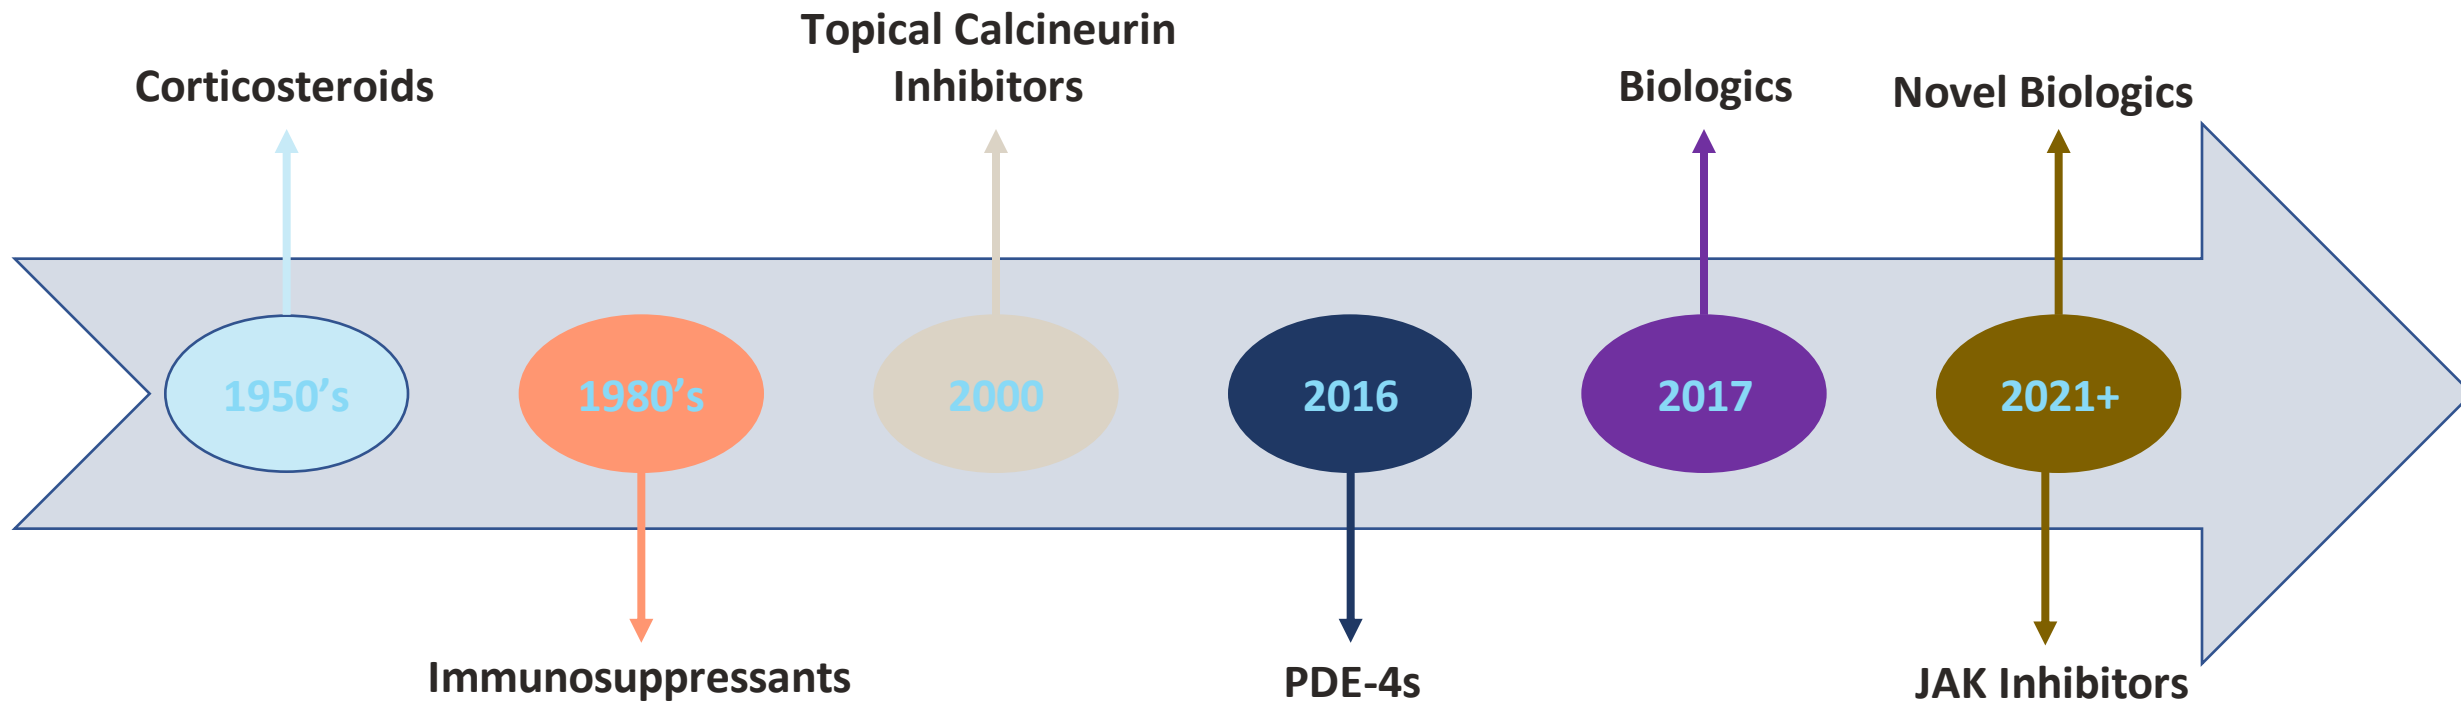 Topical Calcineurin
Inhibitors
Corticosteroids
Biologics
Novel Biologics
1950’s
1980’s
2000
2016
2017
2021+
Immunosuppressants
PDE-4s
JAK Inhibitors